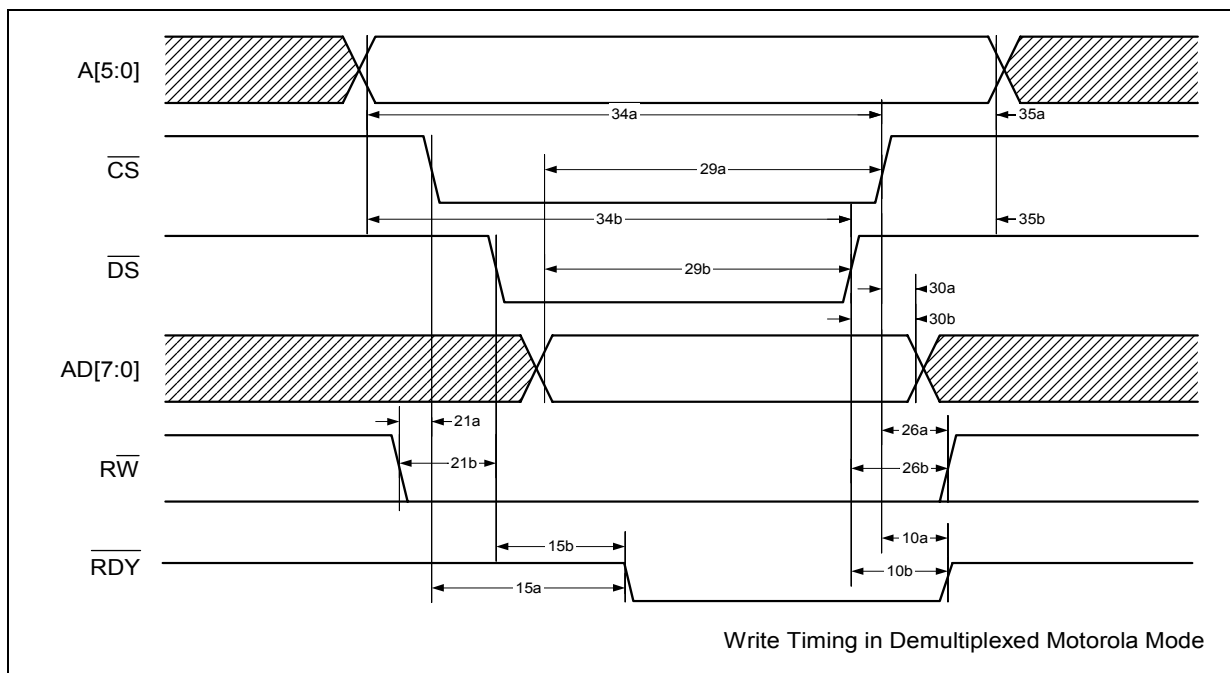 A[5:0]
34a
35a
CS
29a
34b
35b
DS
29b
30a
30b
AD[7:0]
21a
26a
RW
21b
26b
10a
15b
RDY
10b
15a
Write Timing in Demultiplexed Motorola Mode